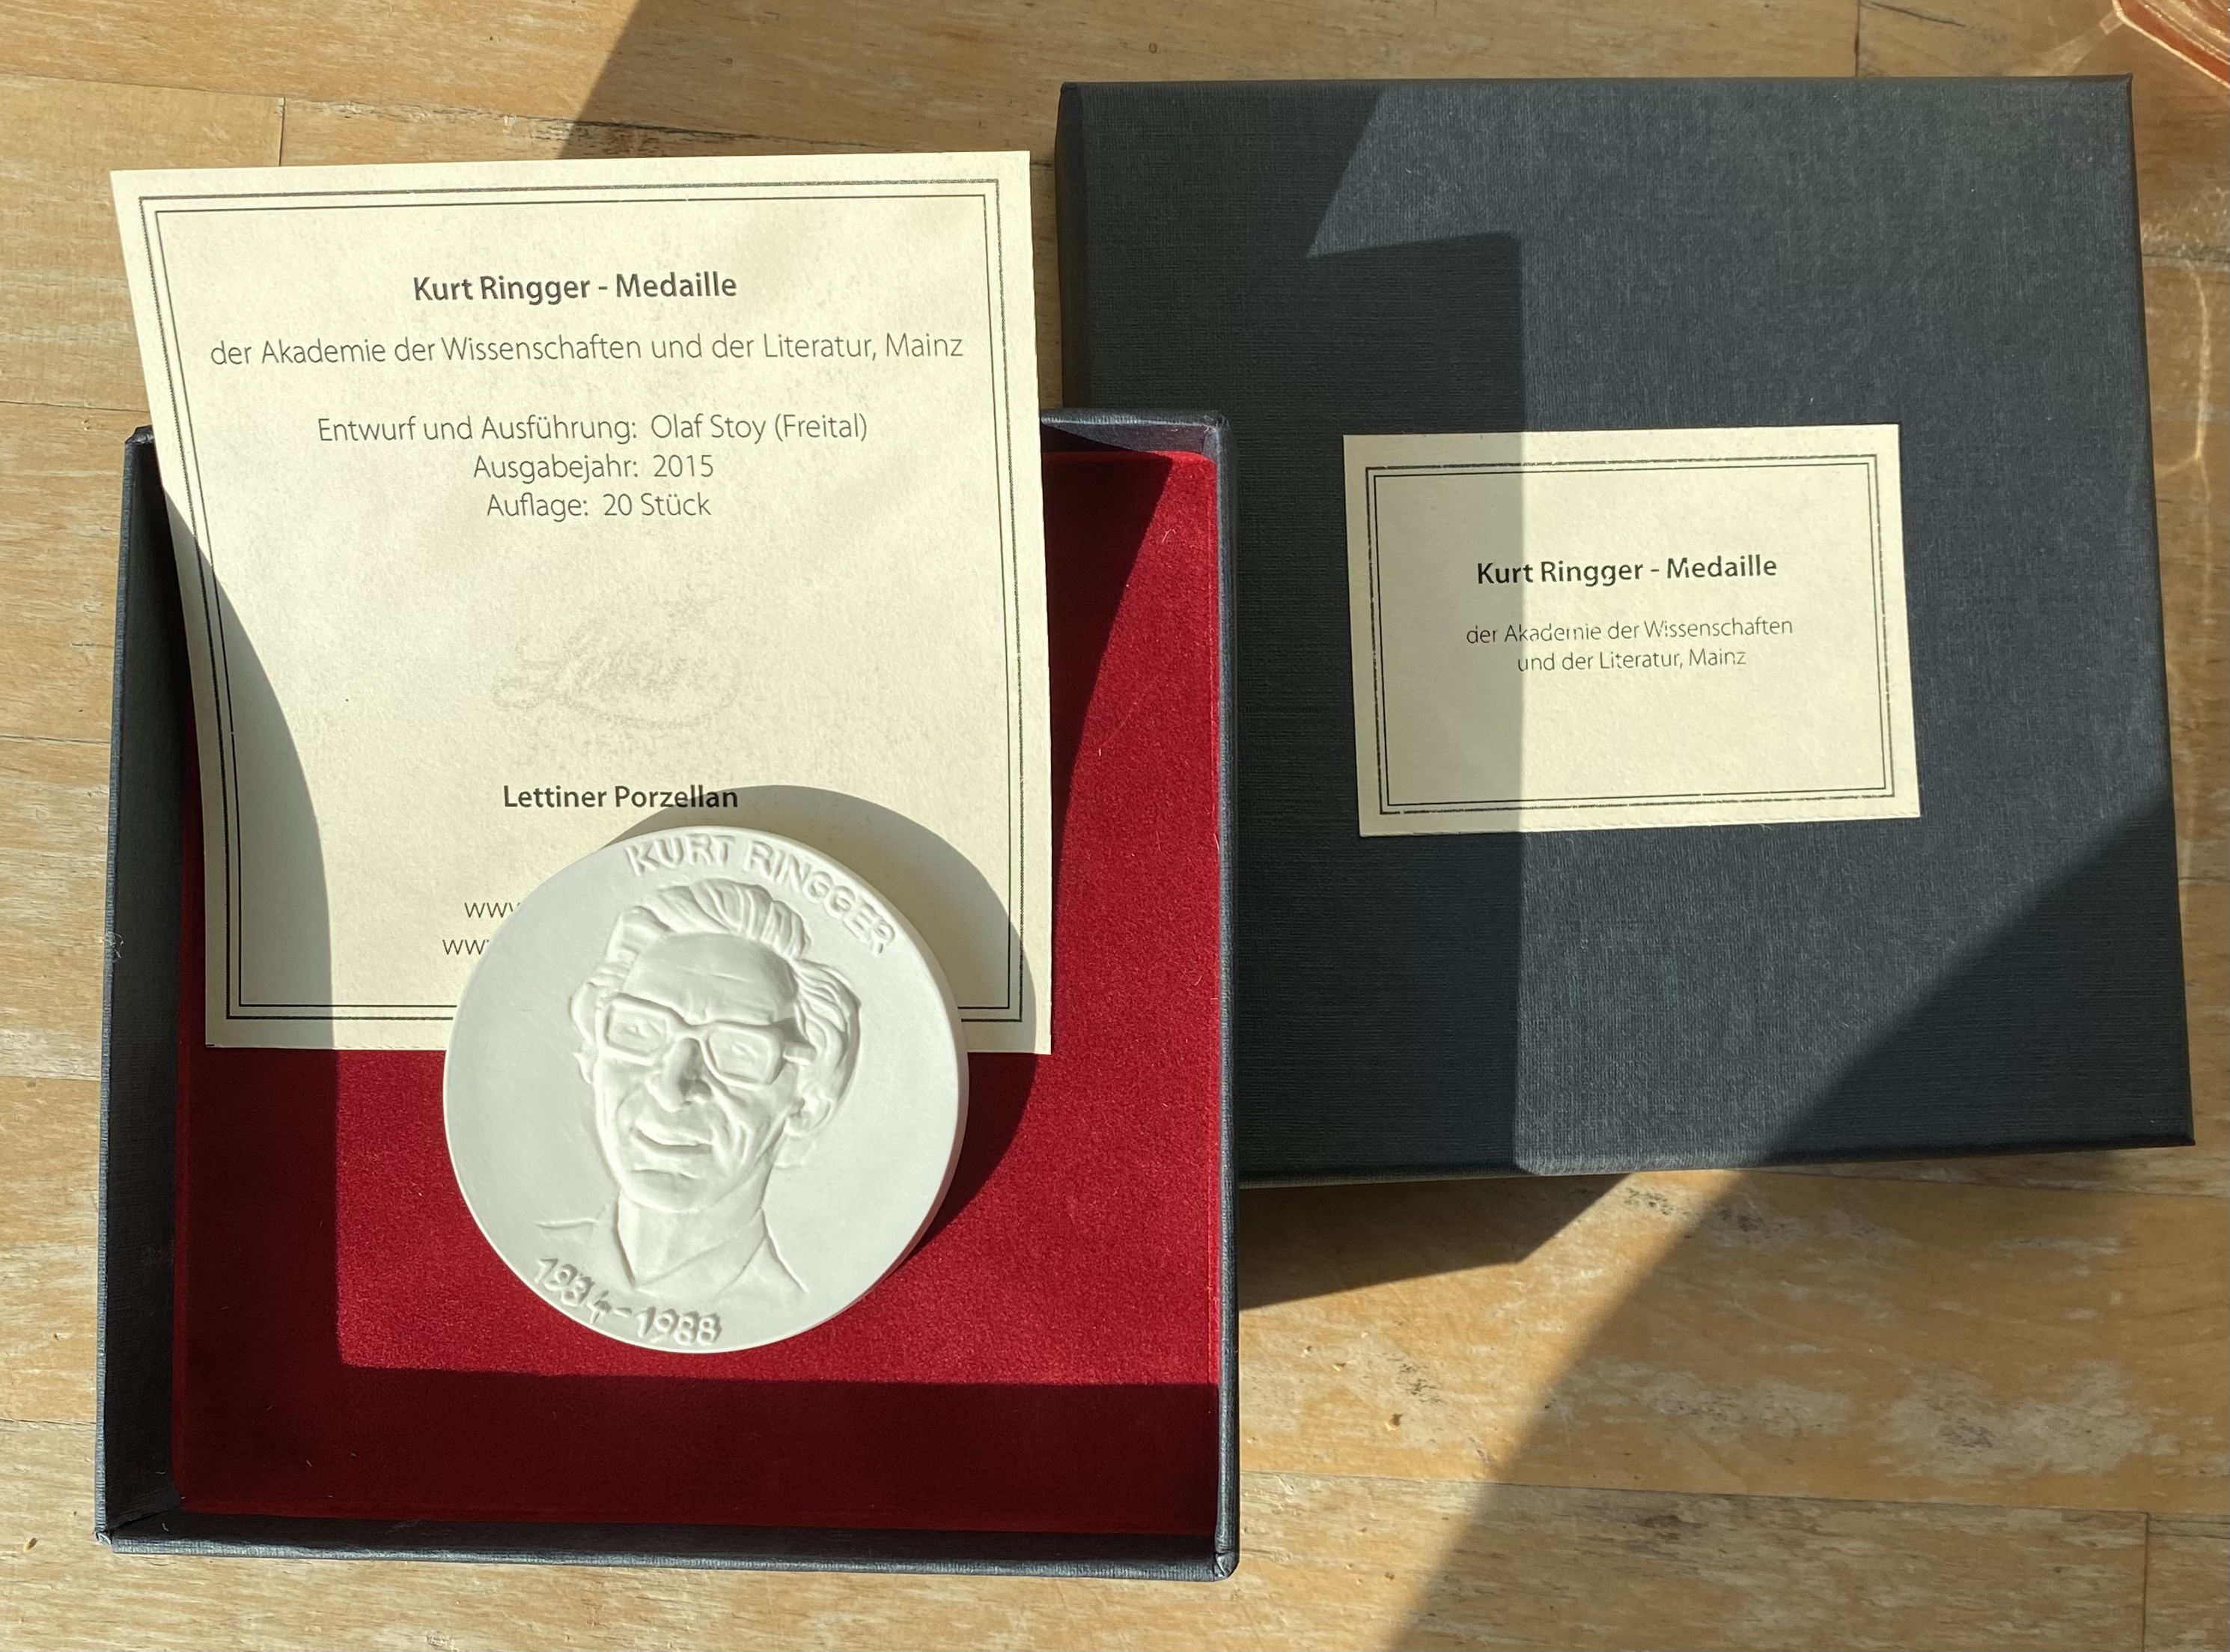 Kurt Ringger - Medaille
der Akademie der Wissenschaften und der Literatur, Mainz
Entwurf und Ausführung: Olaf Stoy (Freital)
Ausgabejahr: 2015
Auflage: 20 Stück
Lettiner Porzellan
KURT RINGGER
1934-1988
Kurt Ringger - Medaille
der Akademie der Wissenschaften
und der Literatur, Mainz